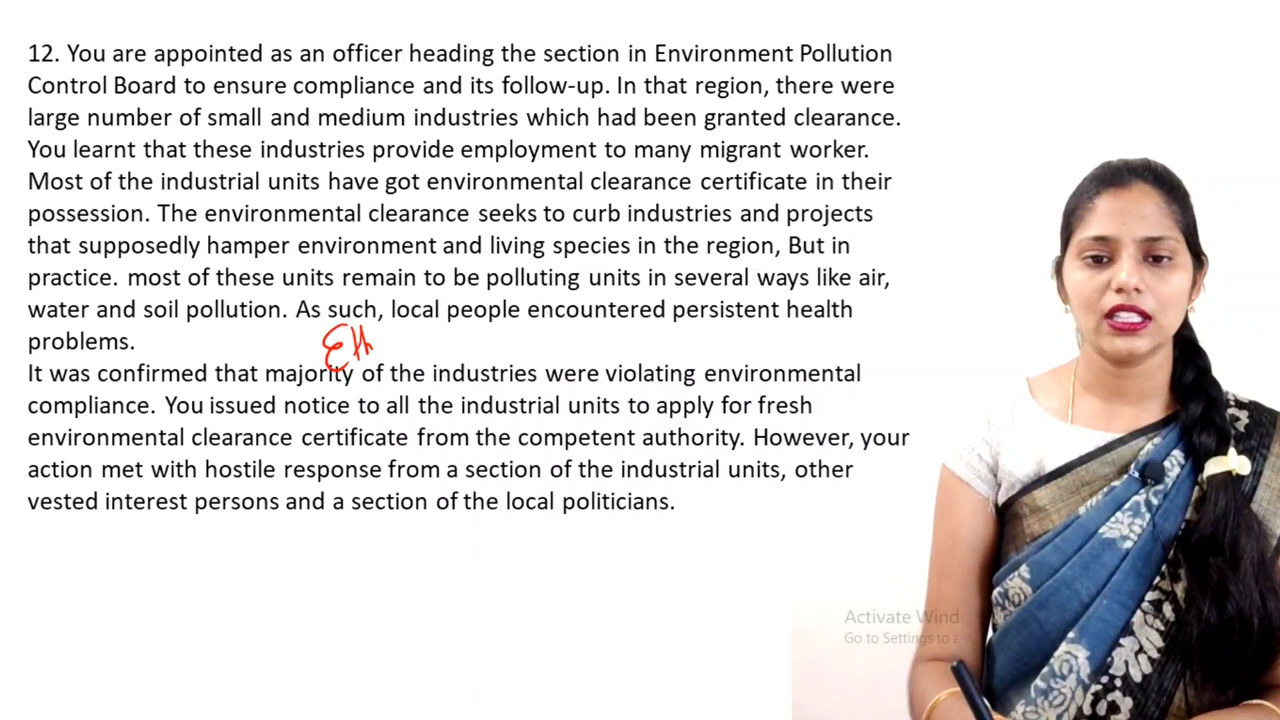 12. You are appointed as an officer heading the section in Environment Pollution
Control Board to ensure compliance and its follow-up. In that region, there were
large number of small and medium industries which had been granted clearance.
You learnt that these industries provide employment to many migrant worker.
Most of the industrial units have got environmental clearance certificate in their
possession. The environmental clearance seeks to curb industries and projects
that supposedly hamper environment and living species in the region, But in
practice. most of these units remain to be polluting units in several ways like air,
water and soil pollution. As such, local people encountered persistent health
problems.
Eth
It was confirmed that majority of the industries were violating environmental
compliance. You issued notice to all the industrial units to apply for fresh
environmental clearance certificate from the competent authority. However, your
action met with hostile response from a section of the industrial units, other
vested interest persons and a section of the local politicians.
Activate Wind
Go to Settings to a